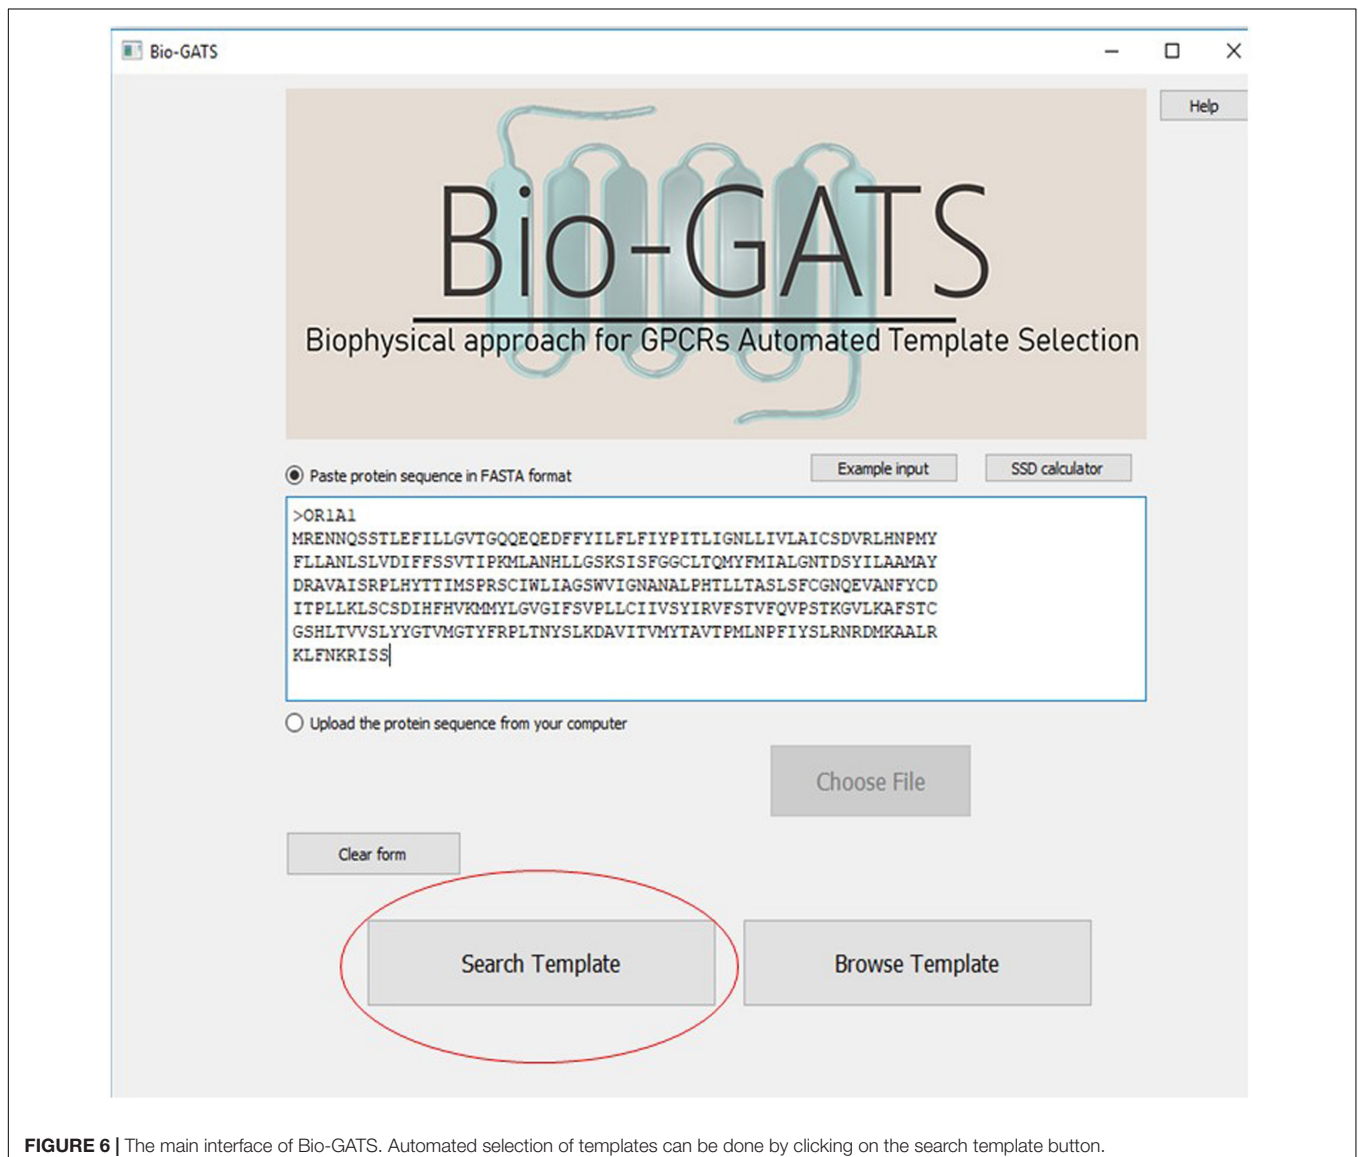 Bio-GATS
Help
Bio-GATS
Biophysical approach for GPCRs Automated Template Selection
Paste protein sequence in FASTA format
Example input
SSD calculator
>OR1A1
MRENNQSSTLEFILLGVTGQQEQEDFFYILFLFIYPITLIGNLLIVLAICSDVRLHNPMY
FLLANLSLVDIFFSSVTIPKMLANHLLGSKSISFGGCLTQMYFMIALGNTDSYILAAMAY
DRAVAISRPLHYTTIMSPRSCIWLIAGSWVIGNANALPHTLLTASLSFCGNQEVANFYCD
ITPLLKLSCSDIHFHVKMMYLGVGIFSVPLLCIIVSYIRVFSTVFQVPSTKGVLKAFSTC
GSHLTVVSLYYGTVMGTYFRPLTNYSLKDAVITVMYTAVTPMLNPFIYSLRNRDMKAALR
KLFNKRISS
Upload the protein sequence from your computer
Choose File
Clear form
Search Template
Browse Template
FIGURE 6 | The main interface of Bio-GATS. Automated selection of templates can be done by clicking on the search template button.